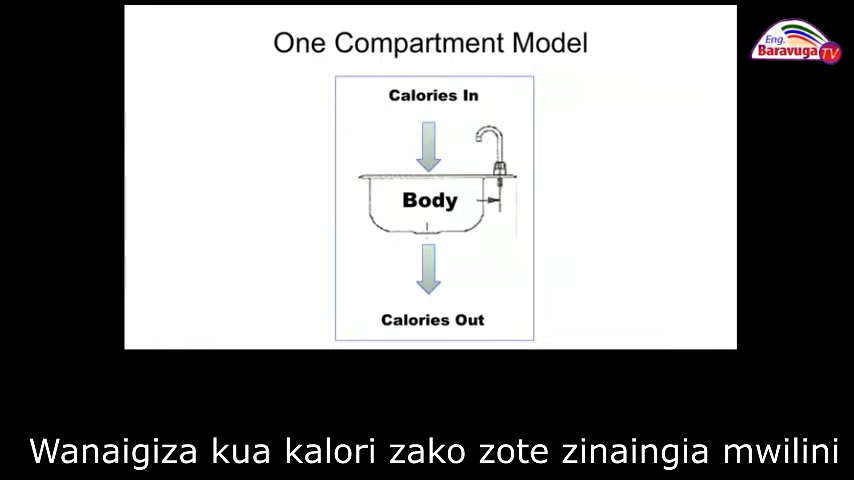 One Compartment Model
Eng.
Baravuga TV
Calories In
Body
Calories Out
Wanaigiza kua kalori zako zote zinaingia mwilini